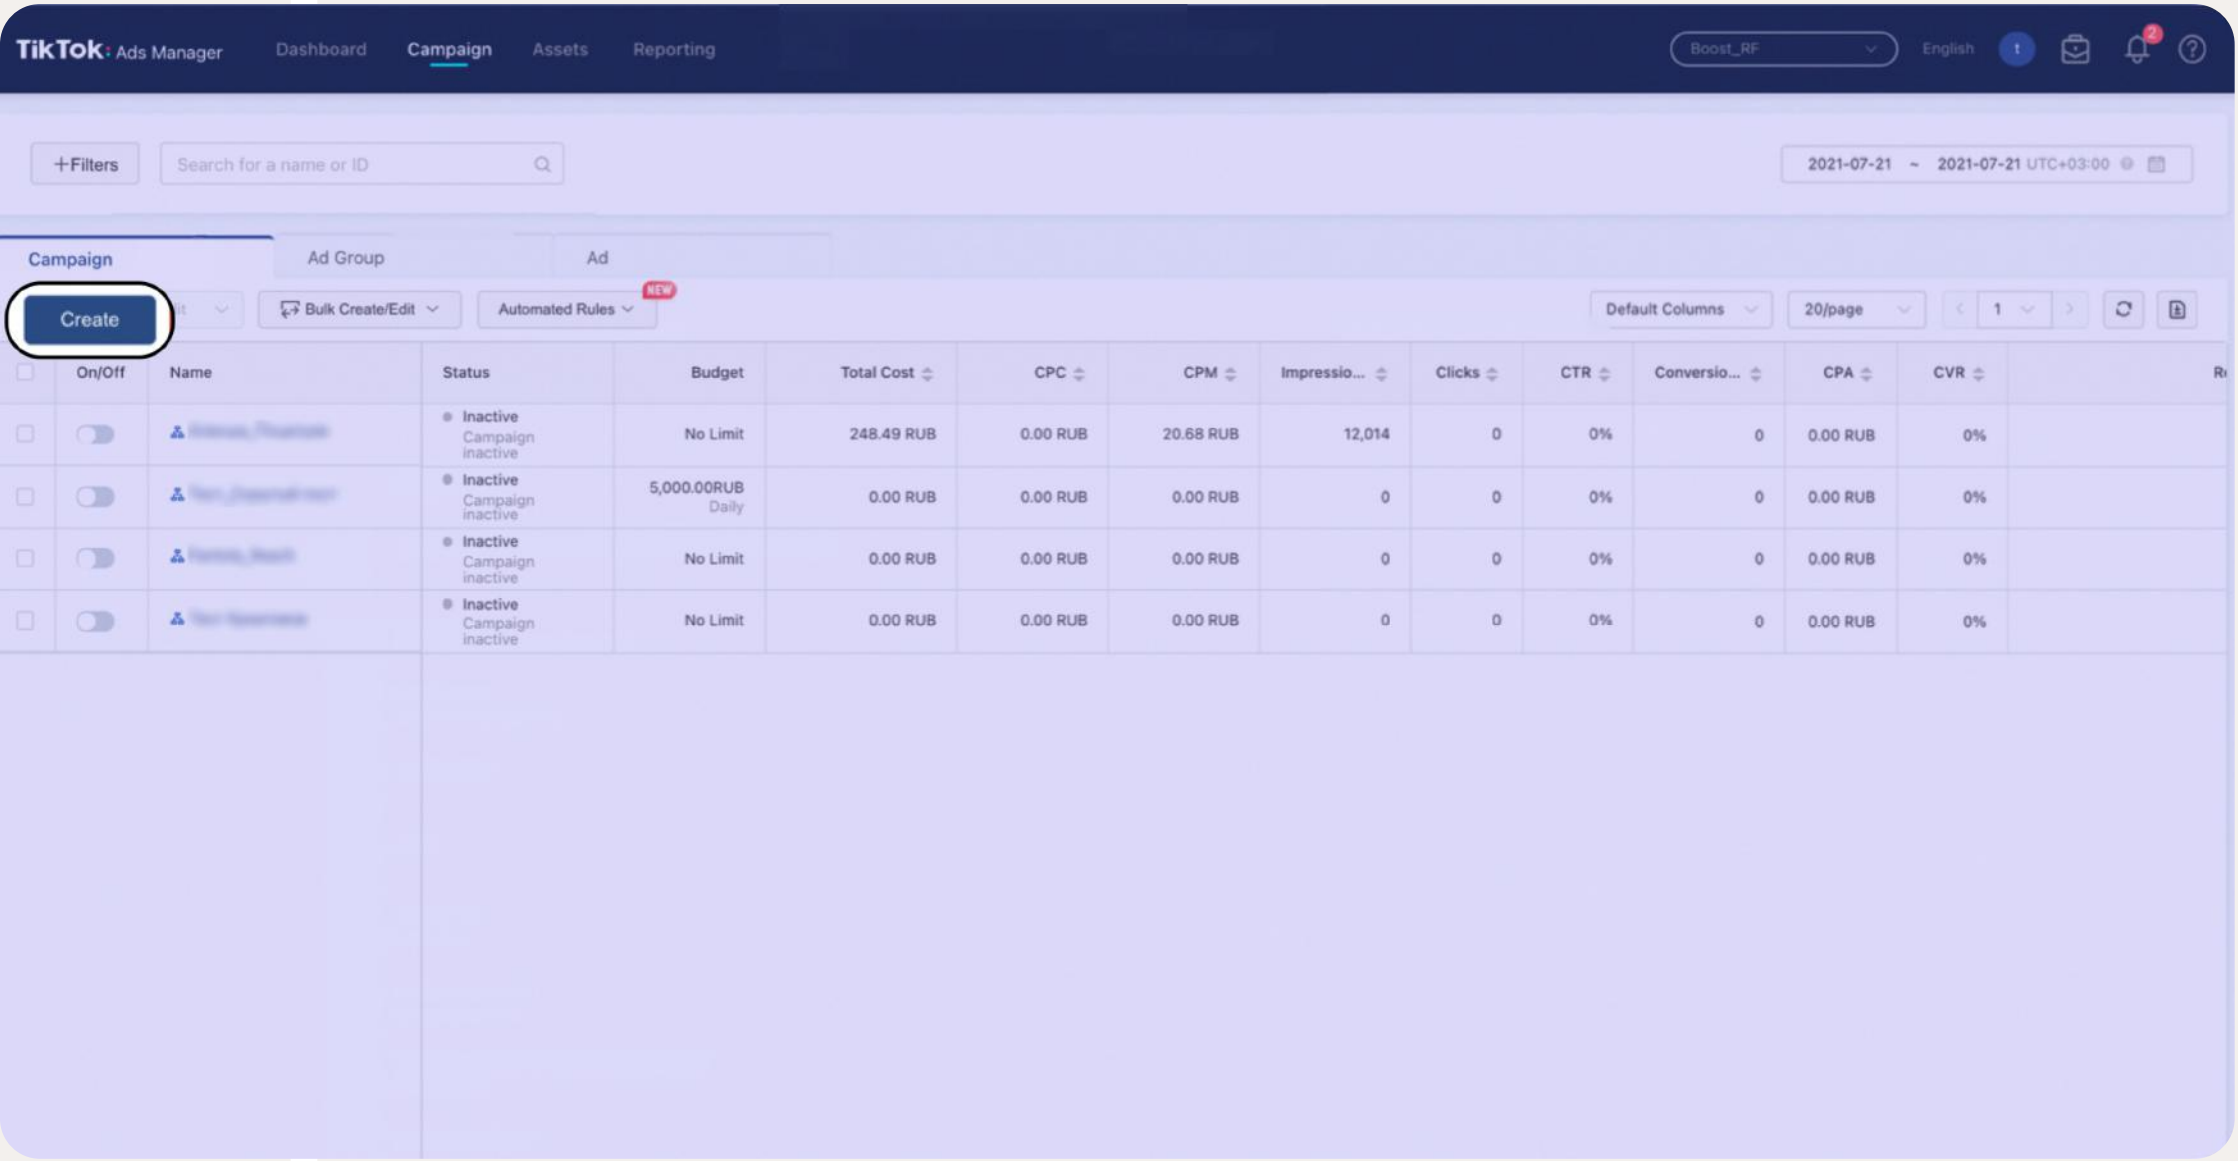 TikTok: Ads Manager Dashboard Campaign Assets Reporting Boost_RF English t 2
+Filters Search for a name or ID 2021-07-21 ~ 2021-07-21 UTC+03:00
Campaign Ad Group Ad
Create Bulk Create/Edit Automated Rules NEW Default Columns 20/page 1
On/Off Name Status Budget Total Cost CPC CPM Impressio... Clicks CTR Conversio... CPA CVR
Inactive
Campaign
inactive
No Limit 248.49 RUB 0.00 RUB 20.68 RUB 12,014 0 0% 0 0.00 RUB 0%
Inactive
Campaign
inactive
5,000.00RUB
Daily
0.00 RUB 0.00 RUB 0.00 RUB 0 0 0% 0 0.00 RUB 0%
Inactive
Campaign
inactive
No Limit 0.00 RUB 0.00 RUB 0.00 RUB 0 0 0% 0 0.00 RUB 0%
Inactive
Campaign
inactive
No Limit 0.00 RUB 0.00 RUB 0.00 RUB 0 0 0% 0 0.00 RUB 0%